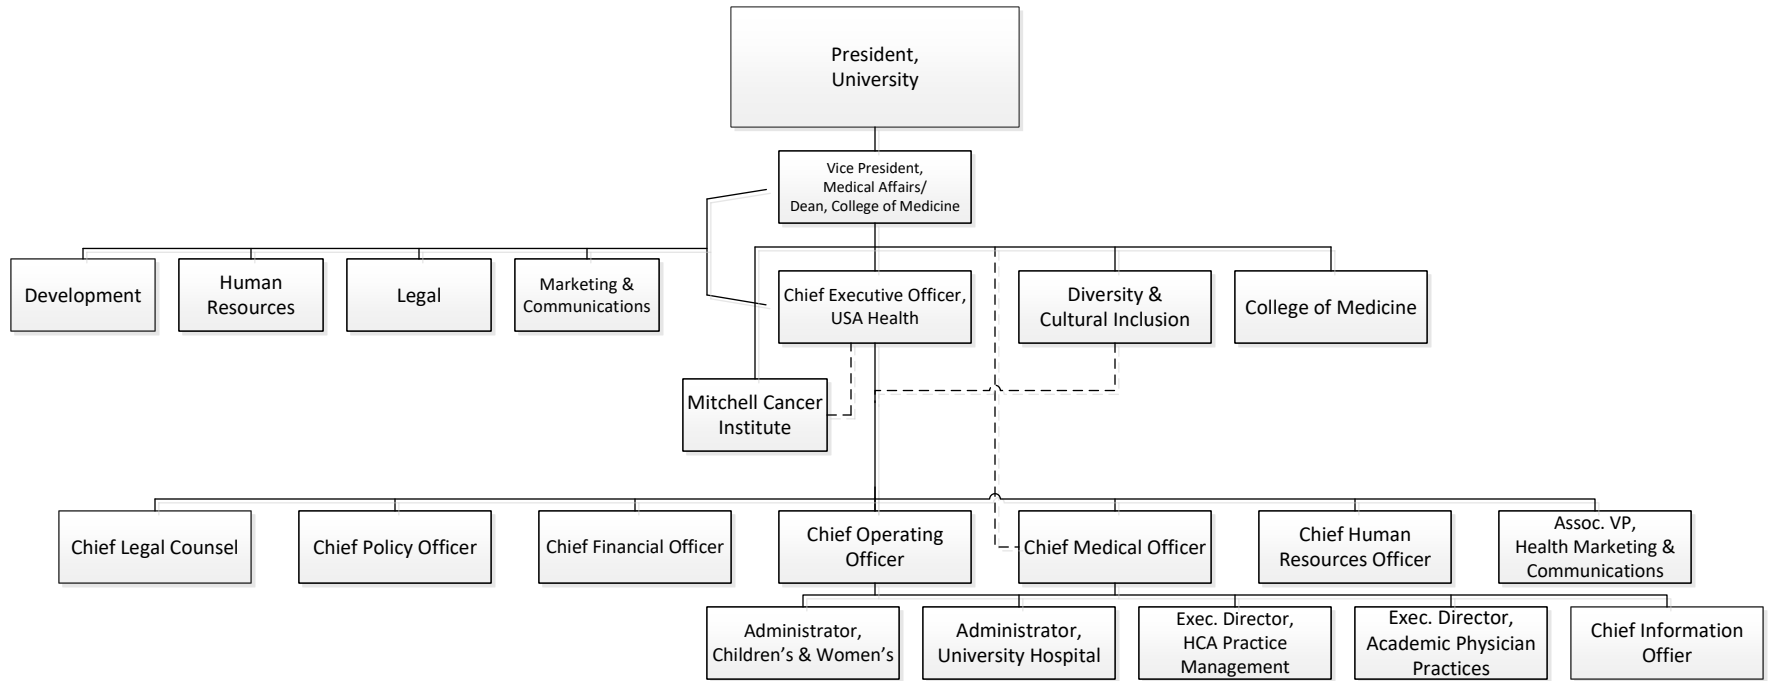 President,
University
Vice President,
Medical Affairs/
Dean, College of Medicine
Development
Human
Resources
Legal
Marketing &
Communications
Chief Executive Officer,
USA Health
Diversity &
Cultural Inclusion
College of Medicine
Mitchell Cancer
Institute
Chief Legal Counsel
Chief Policy Officer
Chief Financial Officer
Chief Operating
Officer
Chief Medical Officer
Chief Human
Resources Officer
Assoc. VP,
Health Marketing &
Communications
Administrator,
Children’s & Women’s
Administrator,
University Hospital
Exec. Director,
HCA Practice
Management
Exec. Director,
Academic Physician
Practices
Chief Information
Offier